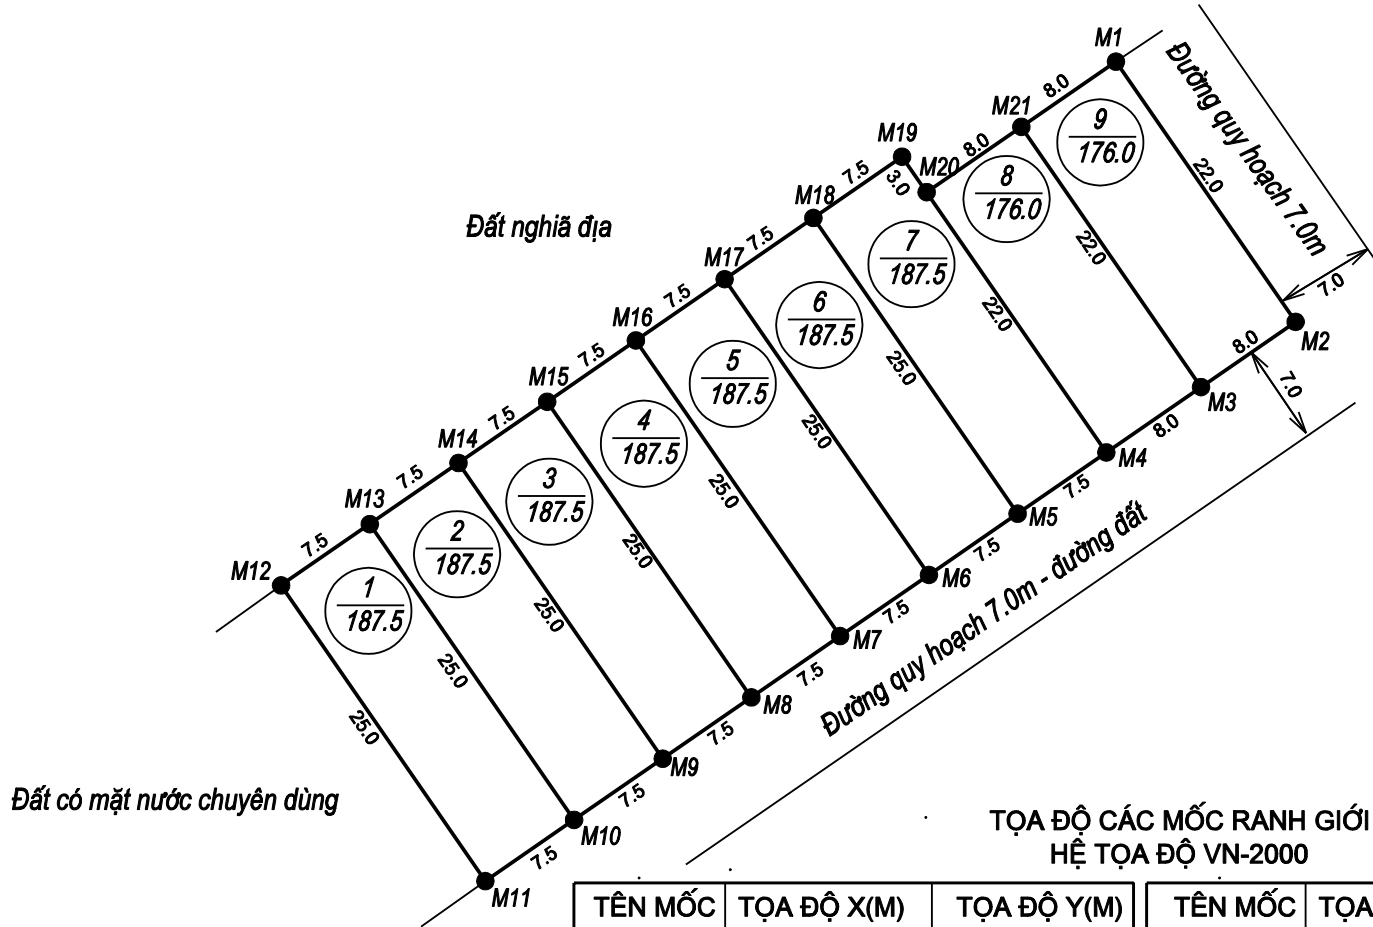 M1
Đường quy hoạch 7.0m
8.0
M21
9
176.0
M19
8.0
M20
3.0
7.5
8
176.0
22.0
M18
Đất nghiã địa
7
187.5
22.0
7.5
M17
7.0
6
187.5
7.5
M16
22.0
8.0
M2
5
187.5
25.0
7.5
M15
7.0
M3
4
187.5
25.0
8.0
7.5
M14
M4
3
187.5
25.0
7.5
7.5
M13
M5
2
187.5
25.0
7.5
Đường quy hoạch 7.0m - đường đất
7.5
M12
M6
1
187.5
25.0
7.5
M7
25.0
7.5
M8
25.0
7.5
M9
Đất có mặt nước chuyên dùng
7.5
M10
7.5
M11
TỌA ĐỘ CÁC MỐC RANH GIỚI
HỆ TỌA ĐỘ VN-2000
TÊN MỐC TỌA ĐỘ X(M) TỌA ĐỘ Y(M) TÊN MỐC TỌA